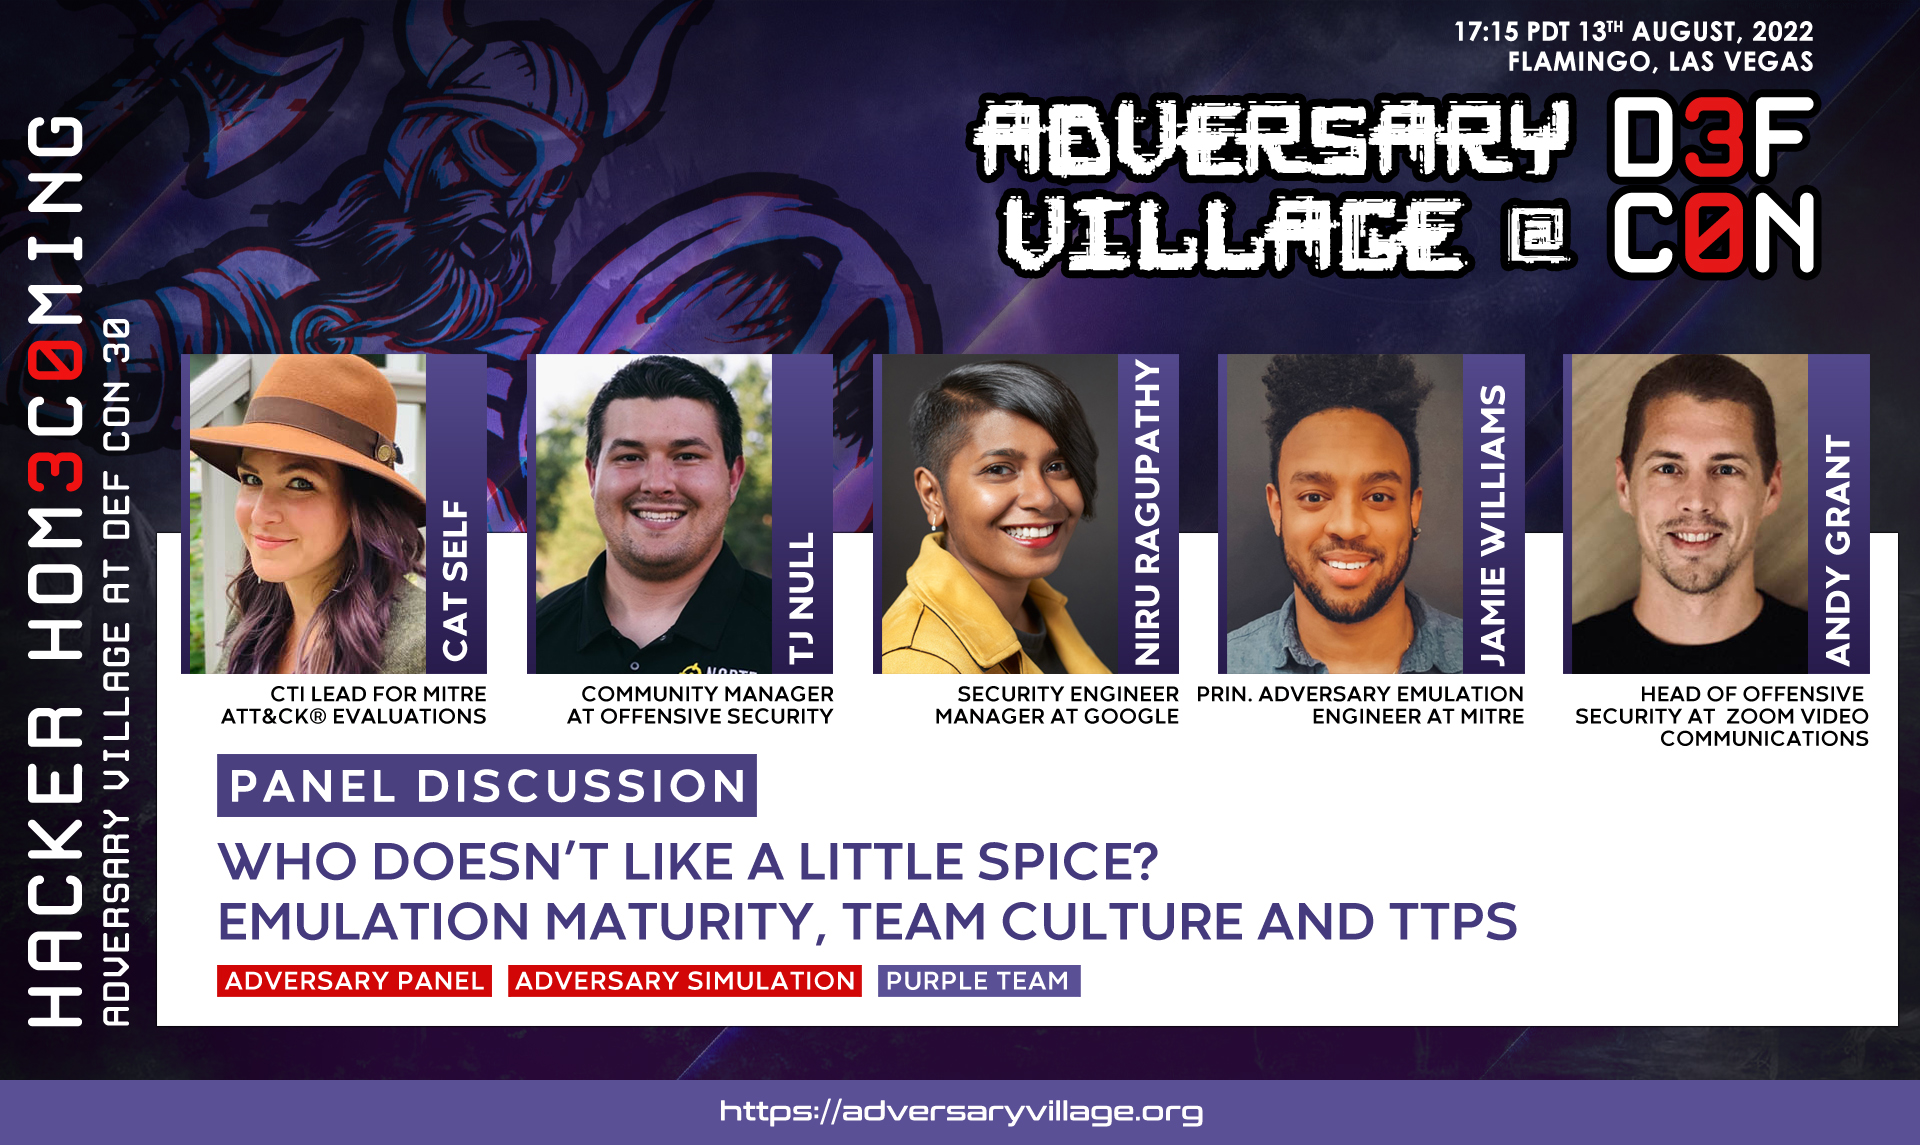 17:15 PDT 13TH AUGUST, 2022
FLAMINGO, LAS VEGAS
ADVERSARY
VILLAGE @
D3F
C0N
HACKER HOM3C0MING
ADVERSARY VILLAGE AT DEF CON 30
CAT SELF
CTI LEAD FOR MITRE
ATT&CK® EVALUATIONS
TJ NULL
COMMUNITY MANAGER
AT OFFENSIVE SECURITY
NIRU RAGUPATHY
SECURITY ENGINEER
MANAGER AT GOOGLE
JAMIE WILLIAMS
PRIN. ADVERSARY EMULATION
ENGINEER AT MITRE
ANDY GRANT
HEAD OF OFFENSIVE
SECURITY AT ZOOM VIDEO
COMMUNICATIONS
PANEL DISCUSSION
WHO DOESN’T LIKE A LITTLE SPICE?
EMULATION MATURITY, TEAM CULTURE AND TTPS
ADVERSARY PANEL
ADVERSARY SIMULATION
PURPLE TEAM
https://adversaryvillage.org